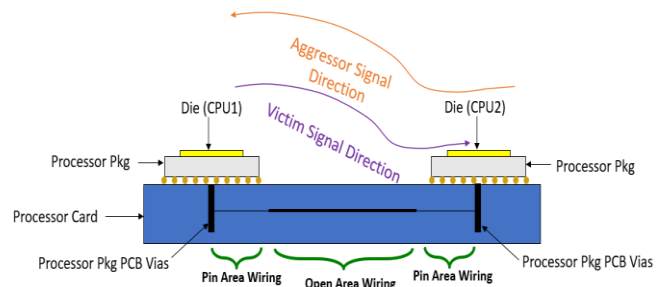 Aggressor Signal
Direction
Victim Signal Direction
Die (CPU1)
Die (CPU2)
Processor Pkg
Processor Pkg
Processor Card
Processor Pkg PCB Vias
Processor Pkg PCB Vias
Pin Area Wiring
Open Area Wiring
Pin Area Wiring